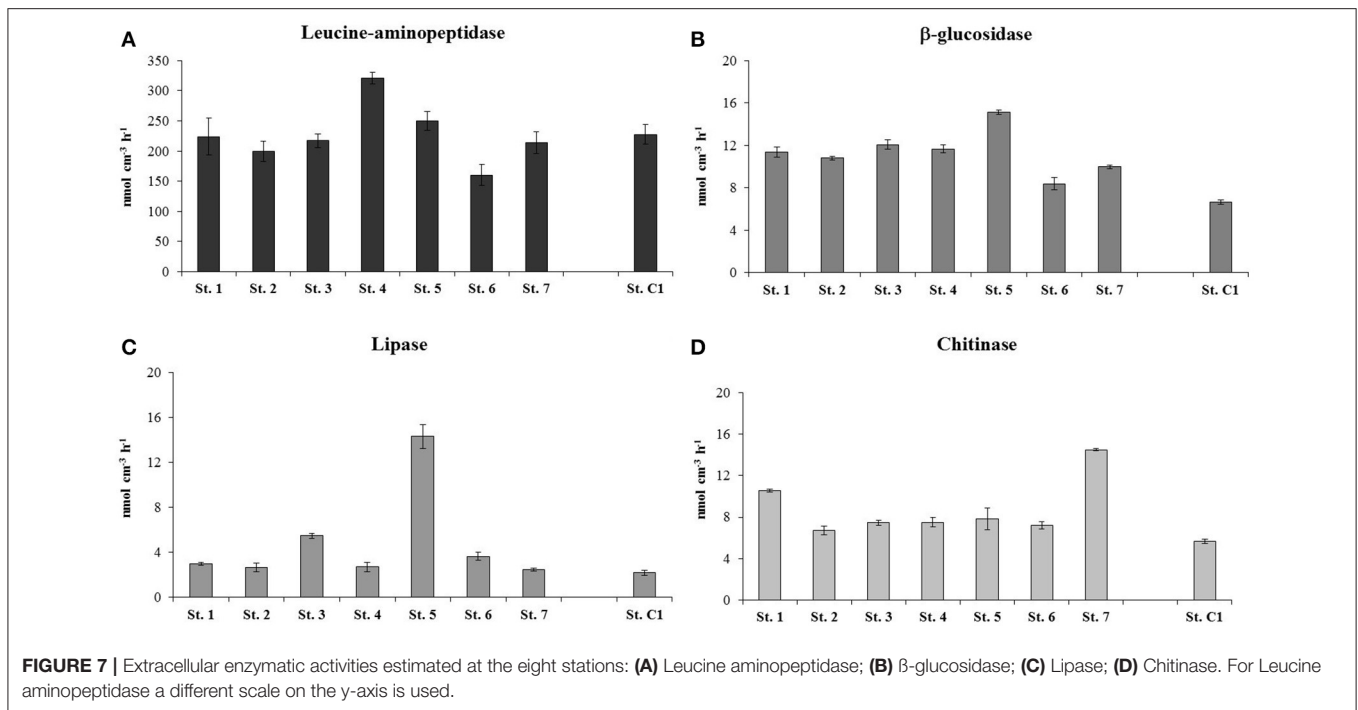 A
Leucine-aminopeptidase
nmol cm⁻³ h⁻¹
350
300
250
200
150
100
50
0
St. 1 St. 2 St. 3 St. 4 St. 5 St. 6 St. 7 St. C1
B
β-glucosidase
nmol cm⁻³ h⁻¹
20
16
12
8
4
0
St. 1 St. 2 St. 3 St. 4 St. 5 St. 6 St. 7 St. C1
C
Lipase
nmol cm⁻³ h⁻¹
20
16
12
8
4
0
St. 1 St. 2 St. 3 St. 4 St. 5 St. 6 St. 7 St. C1
D
Chitinase
nmol cm⁻³ h⁻¹
20
16
12
8
4
0
St. 1 St. 2 St. 3 St. 4 St. 5 St. 6 St. 7 St. C1
FIGURE 7 | Extracellular enzymatic activities estimated at the eight stations: (A) Leucine aminopeptidase; (B) ß-glucosidase; (C) Lipase; (D) Chitinase. For Leucine
aminopeptidase a different scale on the y-axis is used.